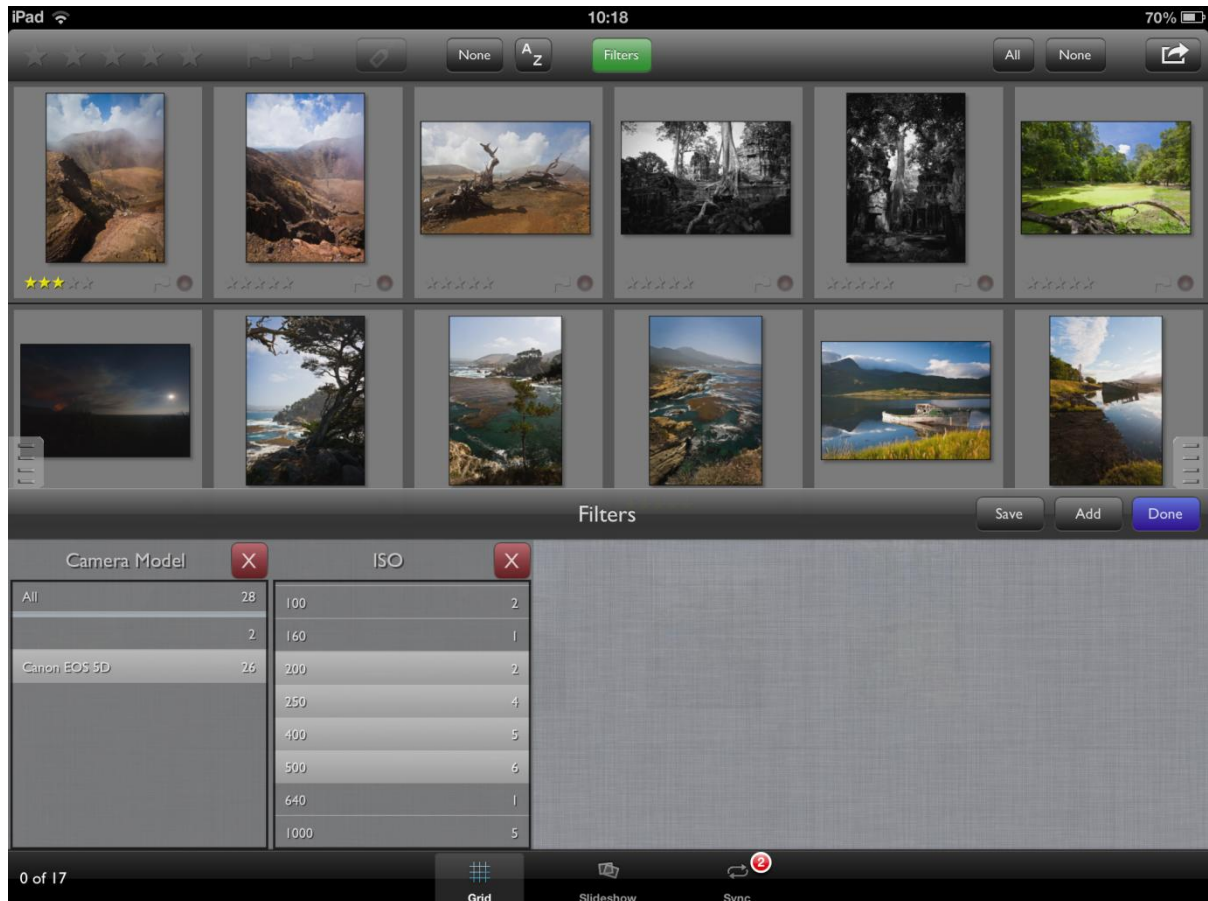 iPad 10:18 70%
None A Z Filters All None
Filters Save Add Done
Camera Model X ISO X
All 28
2
Canon EOS 5D 26
100 2
160 1
200 2
250 4
400 5
500 6
640 1
1000 5
0 of 17
Grid Slideshow Sync 2